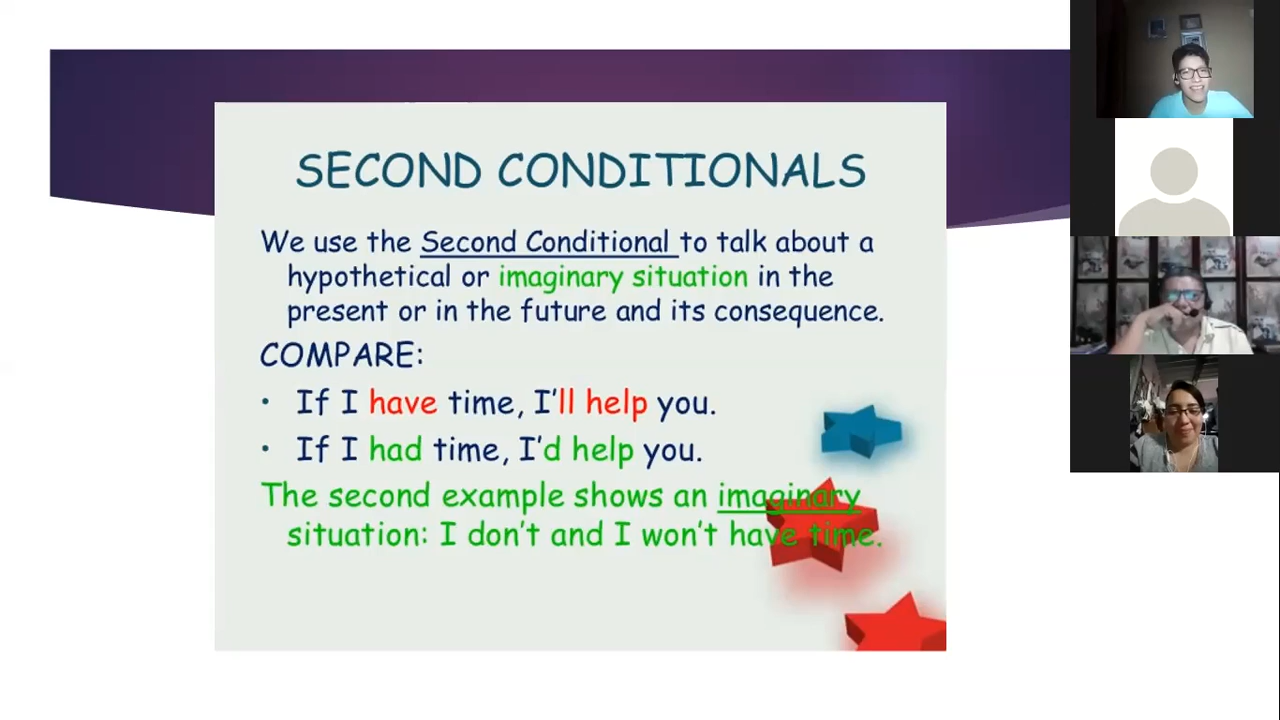 SECOND CONDITIONALS
We use the Second Conditional to talk about a
hypothetical or imaginary situation in the
present or in the future and its consequence.
COMPARE:
• If I have time, I'll help you.
• If I had time, I'd help you.
The second example shows an imaginary
situation: I don't and I won't have time.